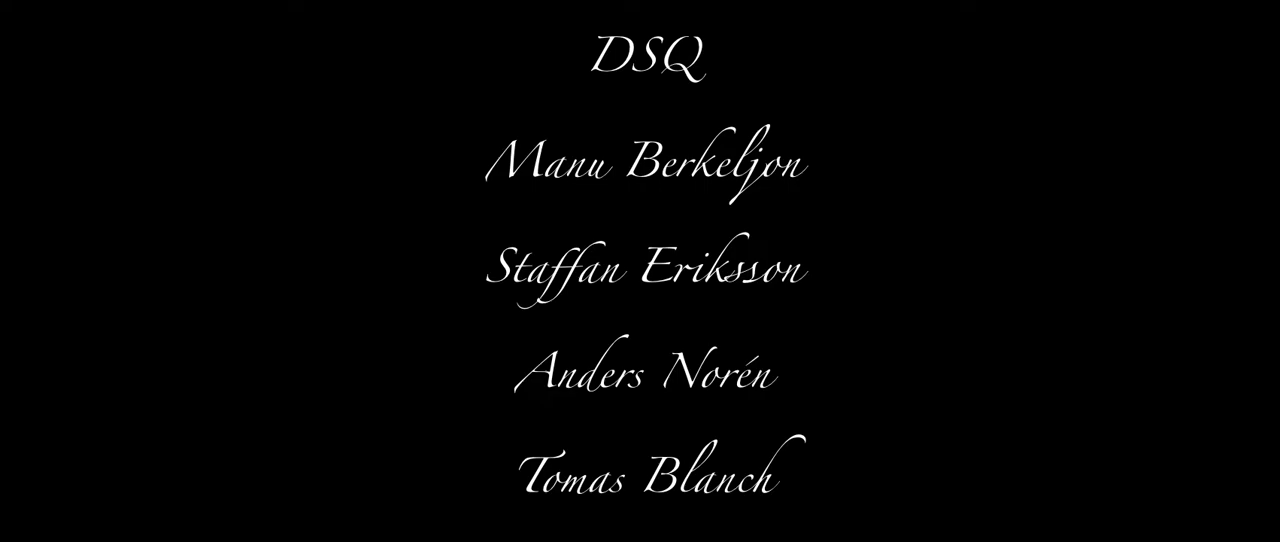 DSQ
Manu Berkeljon
Staffan Eriksson
Anders Norén
Tomas Blanch